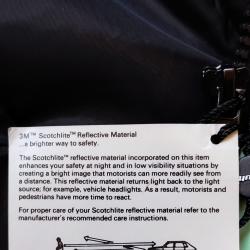 3M™ Scotchlite™ Reflective Material
...a brighter way to safety.
The Scotchlite™ reflective material incorporated on this item
enhances your safety at night and in low visibility situations by
creating a bright image that motorists can more readily see from
a distance. This reflective material returns light back to the light
source; for example, vehicle headlights. As a result, motorists and
pedestrians have more time to react.
For proper care of your Scotchlite reflective material refer to the
manufacturer's recommended care instructions.